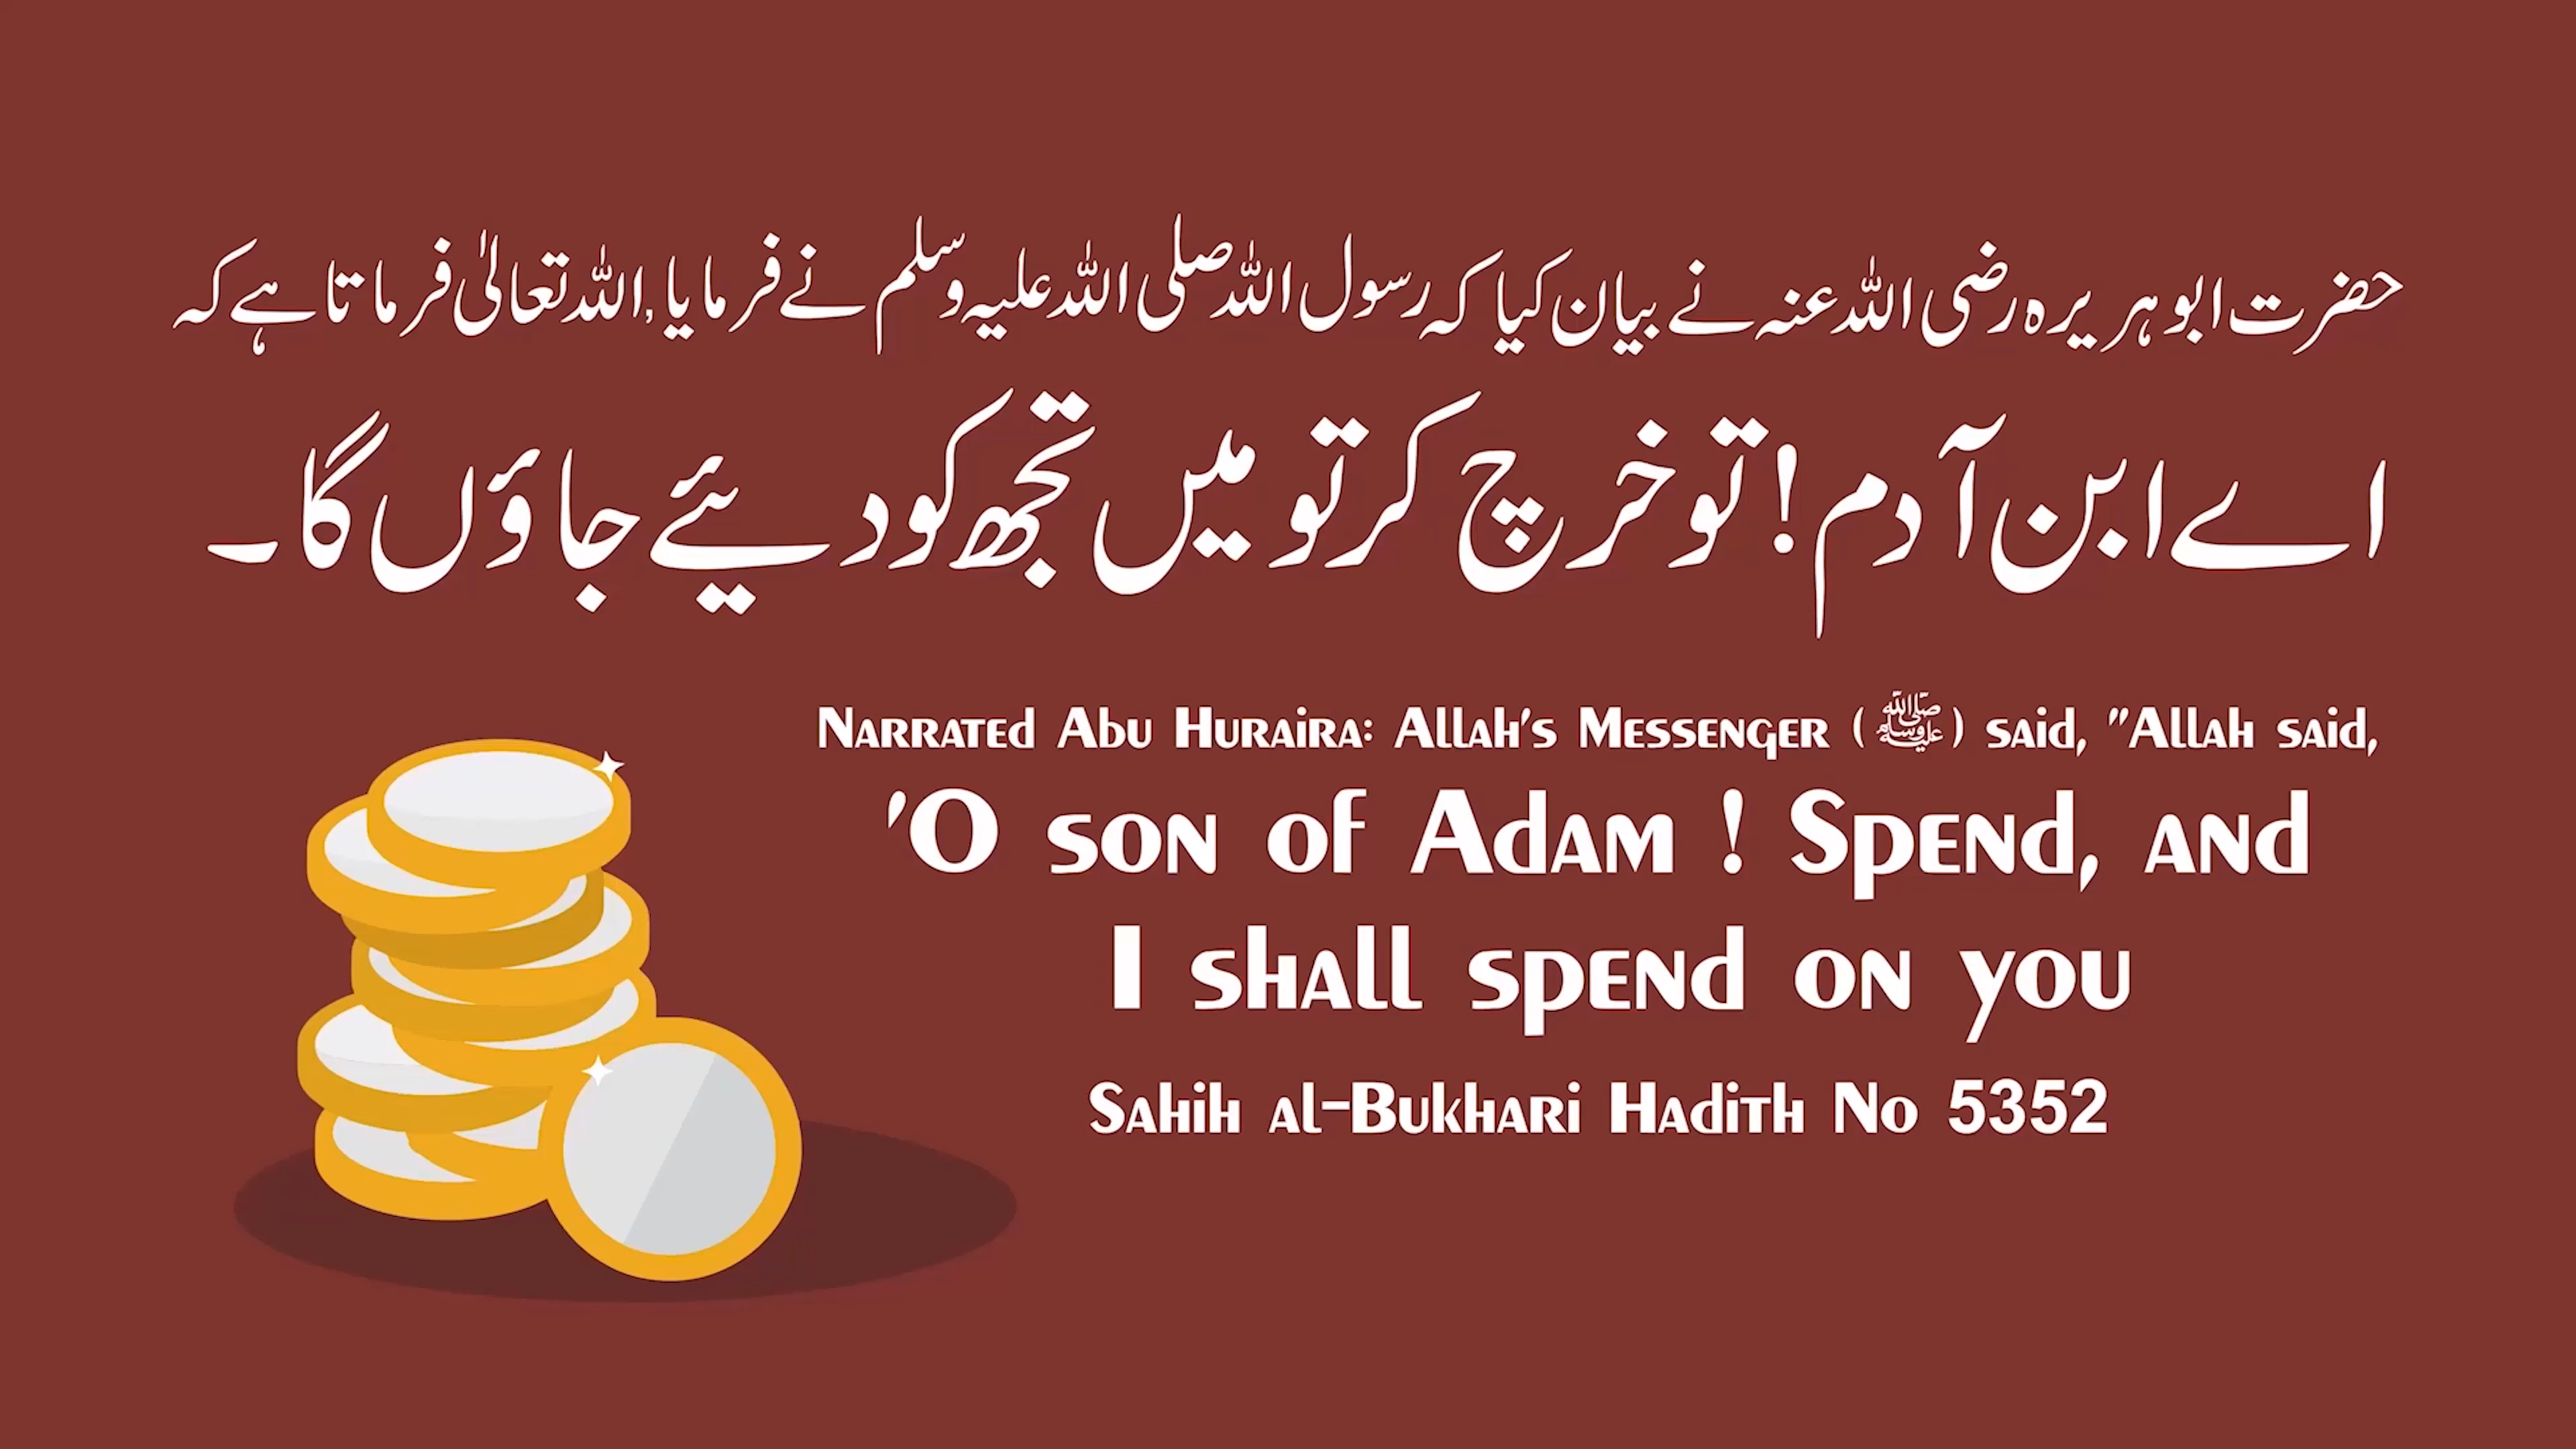 حضرت ابو ہریرہ رضی اللہ عنہ نے بیان کیا کہ رسول اللہ صلی اللہ علیہ وسلم نے فرمایا, اللہ تعالیٰ فرماتا ہے کہ
اے ابن آدم! تو خرچ کر تو میں تجھ کو دیئے جاؤں گا۔
Narrated Abu Huraira: Allah's Messenger (ﷺ) said, "Allah said,
'O son of Adam ! Spend, and
I shall spend on you
Sahih al-Bukhari Hadith No 5352